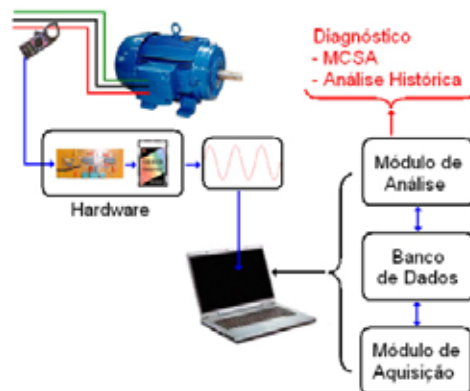 Diagnóstico
- MCSA
- Análise Histórica
Hardware
Módulo de
Análise
Banco
de Dados
Módulo de
Aquisição